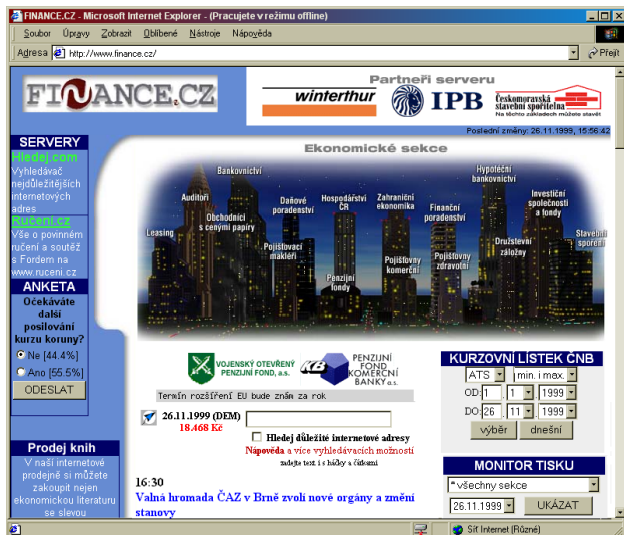 FINANCE.CZ - Microsoft Internet Explorer - (Pracujete v režimu offline)
Soubor Úpravy Zobrazit Oblíbené Nástroje Nápověda
Adresa http://www.finance.cz/ Přejít
FINANCE.CZ
Partneři serveru
winterthur
IPB
Českomoravská
stavební spořitelna
Na těchto základech můžete stavět
Poslední změny: 26.11.1999, 15:56:42
SERVERY
Hledej.com
Vyhledávač
nejdůležitějších
internetových
adres
Ručení.cz
Vše o povinném
ručení a soutěž
s Fordem na
www.ruceni.cz
ANKETA
Očekáváte
další
posilování
kurzu koruny?
Ne [44.4%]
Ano [55.5%]
ODESLAT
Prodej knih
V naší internetové
prodejně si můžete
zakoupit nejen
ekonomickou literaturu
se slevou
Ekonomické sekce
Leasing
Auditoři
Bankovnictví
Obchodníci
s cennými papíry
Daňové
poradenství
Pojišťovací
makléři
Hospodářství
ČR
Penzijní
fondy
Zahraniční
ekonomika
Pojišťovny
komerční
Finanční
poradenství
Pojišťovny
zdravotní
Hypoteční
bankovnictví
Družstevní
záložny
Investiční
společnosti
a fondy
Stavební
spoření
VOJENSKÝ OTEVŘENÝ
PENZIJNÍ FOND, a.s.
KB
PENZIJNÍ
FOND
KOMERČNÍ
BANKY a.s.
Termín rozšíření EU bude znám za rok
26.11.1999 (DEM)
18.468 Kč
Hledej důležité internetové adresy
Nápověda a více vyhledávacích možností
zadejte text i s háčky a čárkami
16:30
Valná hromada ČAZ v Brně zvolí nové orgány a změní
stanovy
KURZOVNÍ LÍSTEK ČNB
ATS min. i max.
OD: 1 . 1 . 1999
DO: 26 . 11 . 1999
výběr dnešní
MONITOR TISKU
* všechny sekce
26.11.1999 UKÁZAT
Síť Internet (Různé)